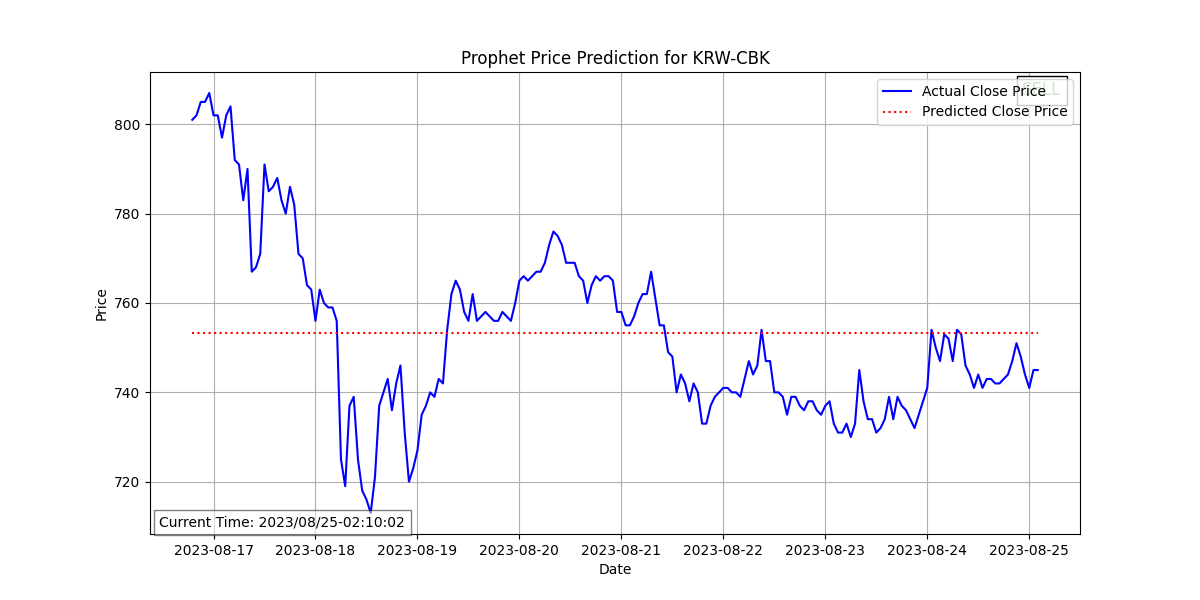 Prophet Price Prediction for KRW-CBK
SELL
Actual Close Price
Predicted Close Price
Price
800
780
760
740
720
Current Time: 2023/08/25-02:10:02
2023-08-17 2023-08-18 2023-08-19 2023-08-20 2023-08-21 2023-08-22 2023-08-23 2023-08-24 2023-08-25
Date